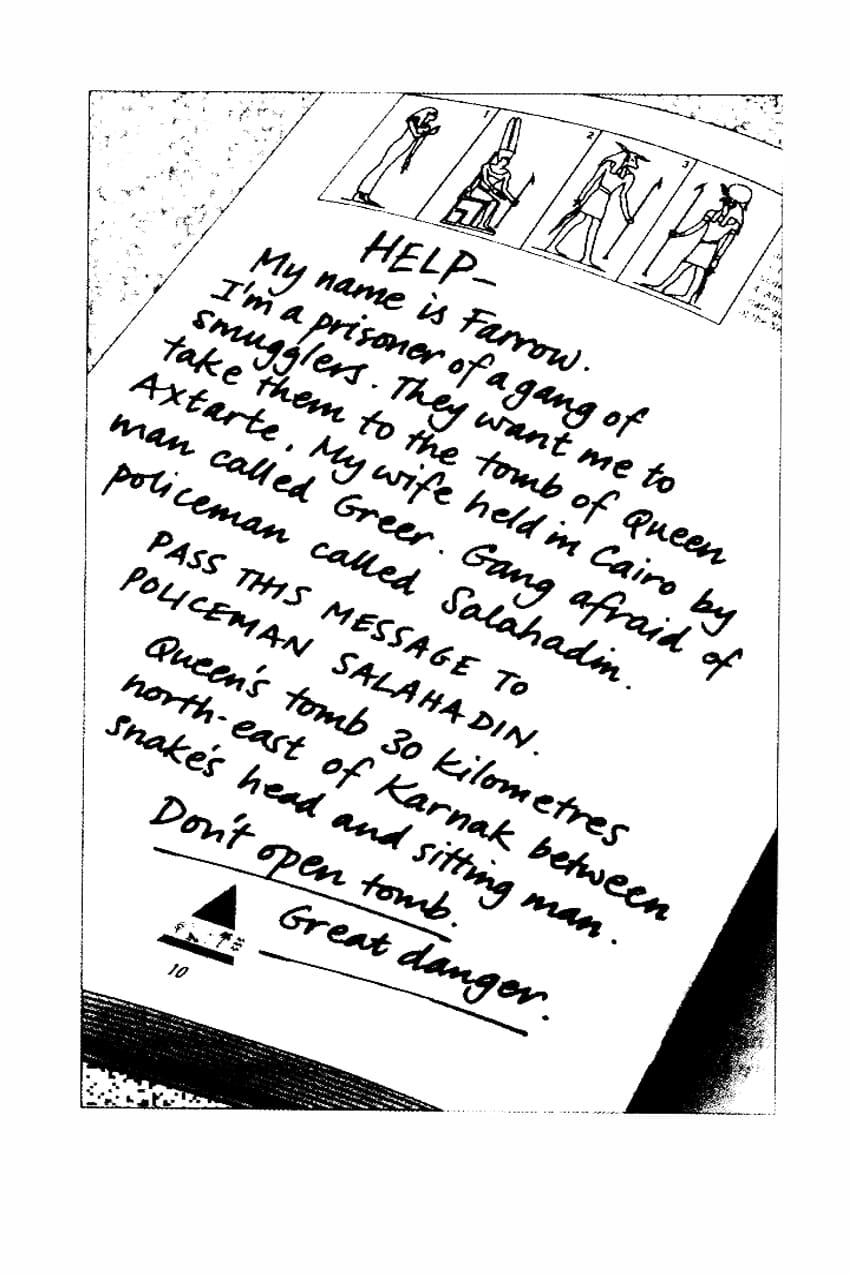 1
2
3
HELP-
My name is Farrow.
I'm a prisoner of a gang of
smugglers. They want me to
take them to the tomb of Queen
Axtarte. My wife held in Cairo by
man called Greer. Gang afraid of
policeman called Salahadin.
PASS THIS MESSAGE TO
POLICEMAN SALAHADIN.
Queen's tomb 30 kilometres
north-east of Karnak between
snake's head and sitting man.
Don't open tomb.
Great danger.
10